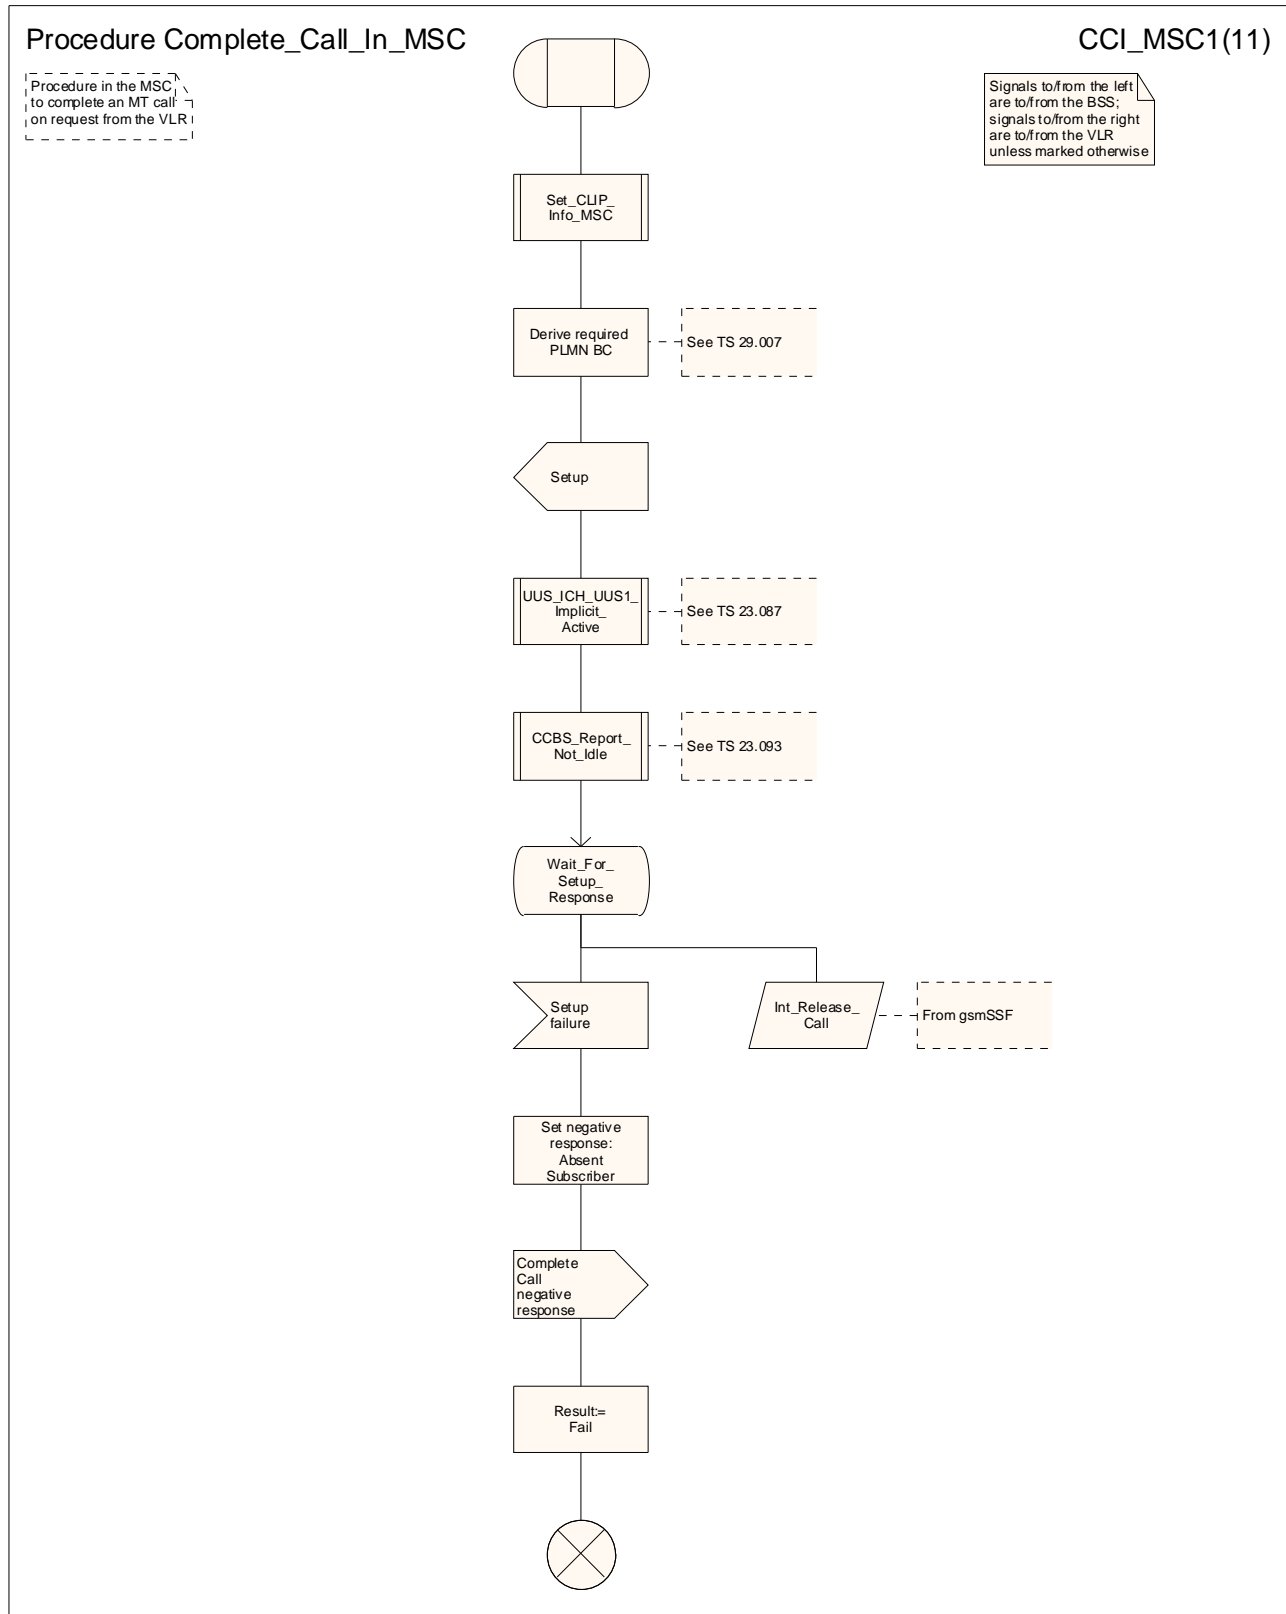 Procedure Complete_Call_In_MSC
CCI_MSC1(11)
Procedure in the MSC
to complete an MT call
on request from the VLR
Signals to/from the left
are to/from the BSS;
signals to/from the right
are to/from the VLR
unless marked otherwise
Set_CLIP_
Info_MSC
Derive required
PLMN BC
See TS 29.007
Setup
UUS_ICH_UUS1_
Implicit_
Active
See TS 23.087
CCBS_Report_
Not_Idle
See TS 23.093
Wait_For_
Setup_
Response
Setup
failure
Int_Release_
Call
From gsmSSF
Set negative
response:
Absent
Subscriber
Complete
Call
negative
response
Result:=
Fail